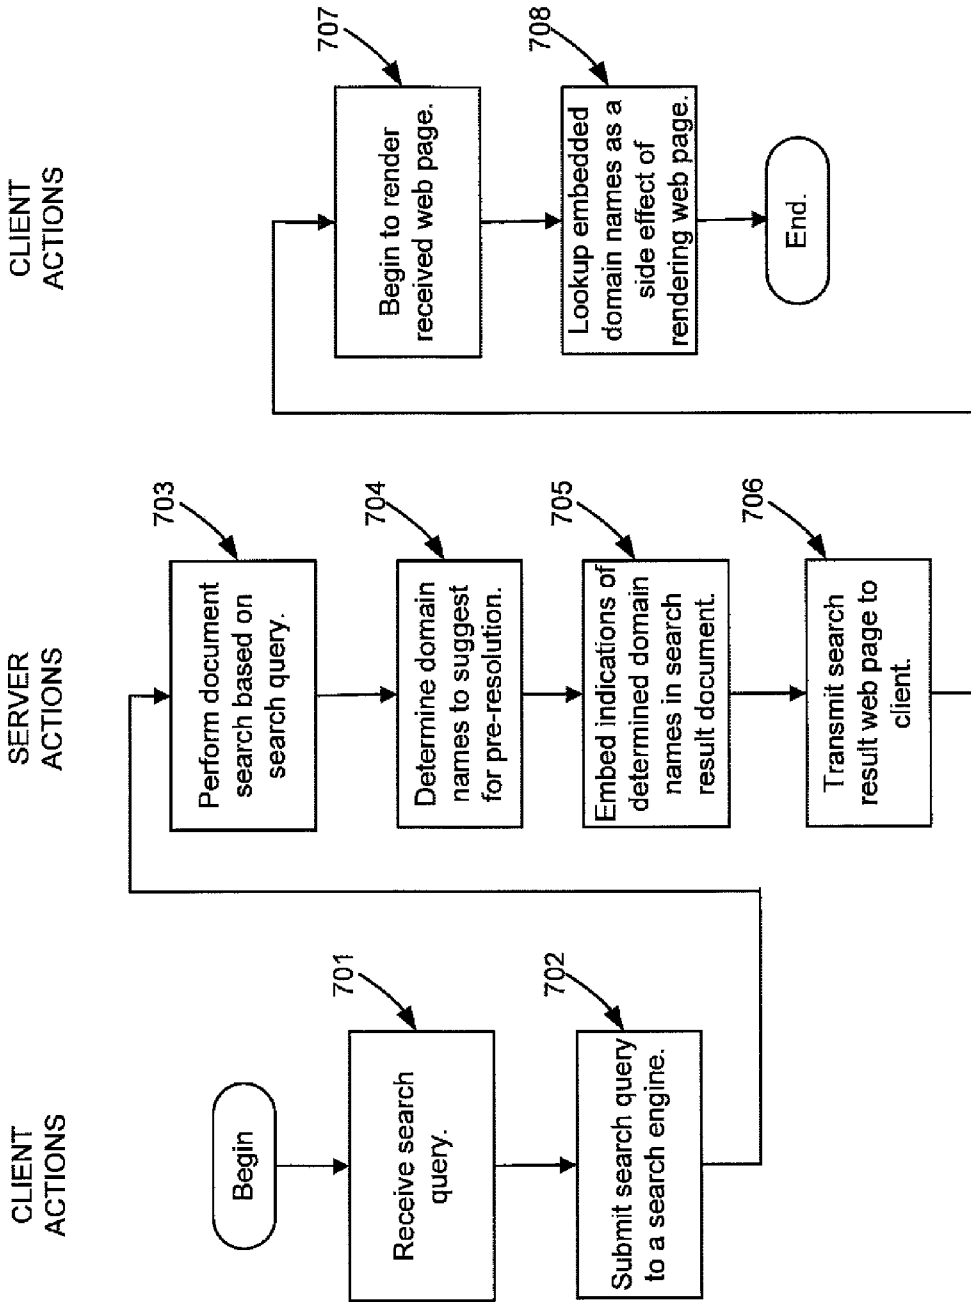 CLIENT
ACTIONS
Begin
701
Receive search
query.
702
Submit search query
to a search engine.
SERVER
ACTIONS
703
Perform document
search based on
search query.
704
Determine domain
names to suggest
for pre-resolution.
705
Embed indications of
determined domain
names in search
result document.
706
Transmit search
result web page to
client.
CLIENT
ACTIONS
707
Begin to render
received web page.
708
Lookup embedded
domain names as a
side effect of
rendering web page.
End.